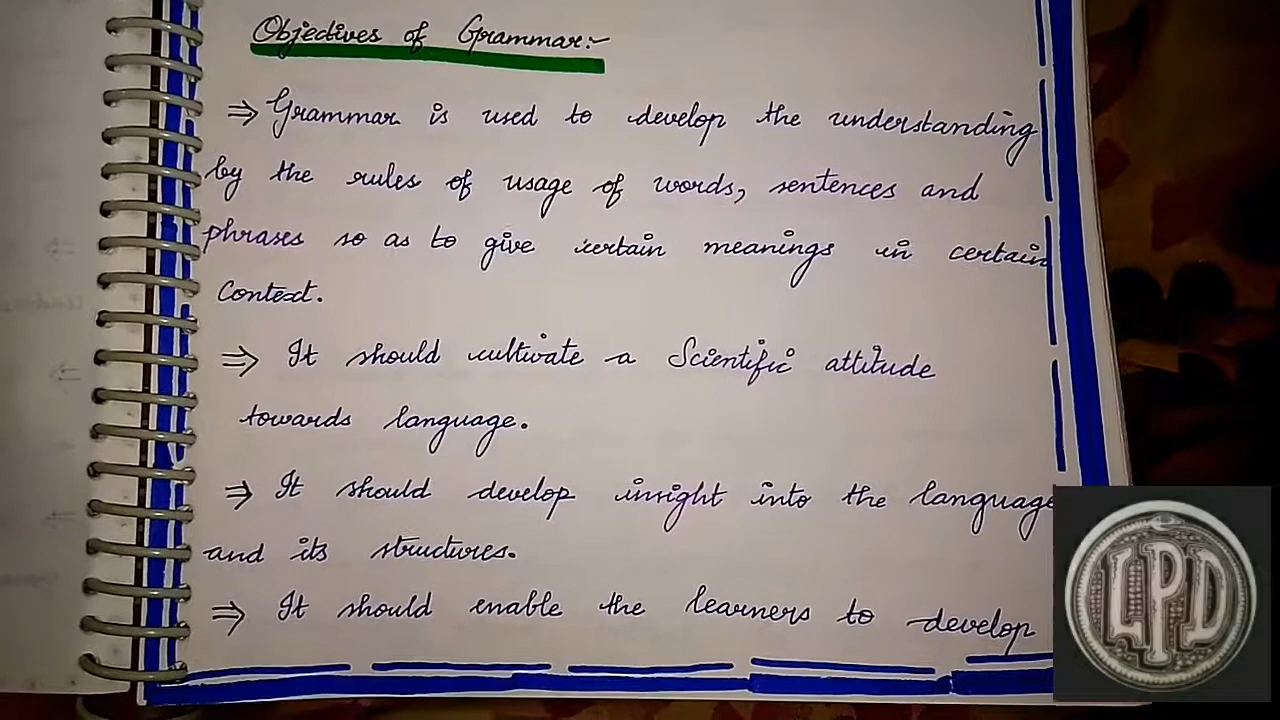 Objectives of Grammar:-
⇒ Grammar is used to develop the understanding
by the rules of usage of words, sentences and
phrases so as to give certain meanings in certain
Context.
⇒ It should cultivate a Scientific attitude
towards language.
⇒ It should develop insight into the language
and its structures.
⇒ It should enable the learners to develop
LPD